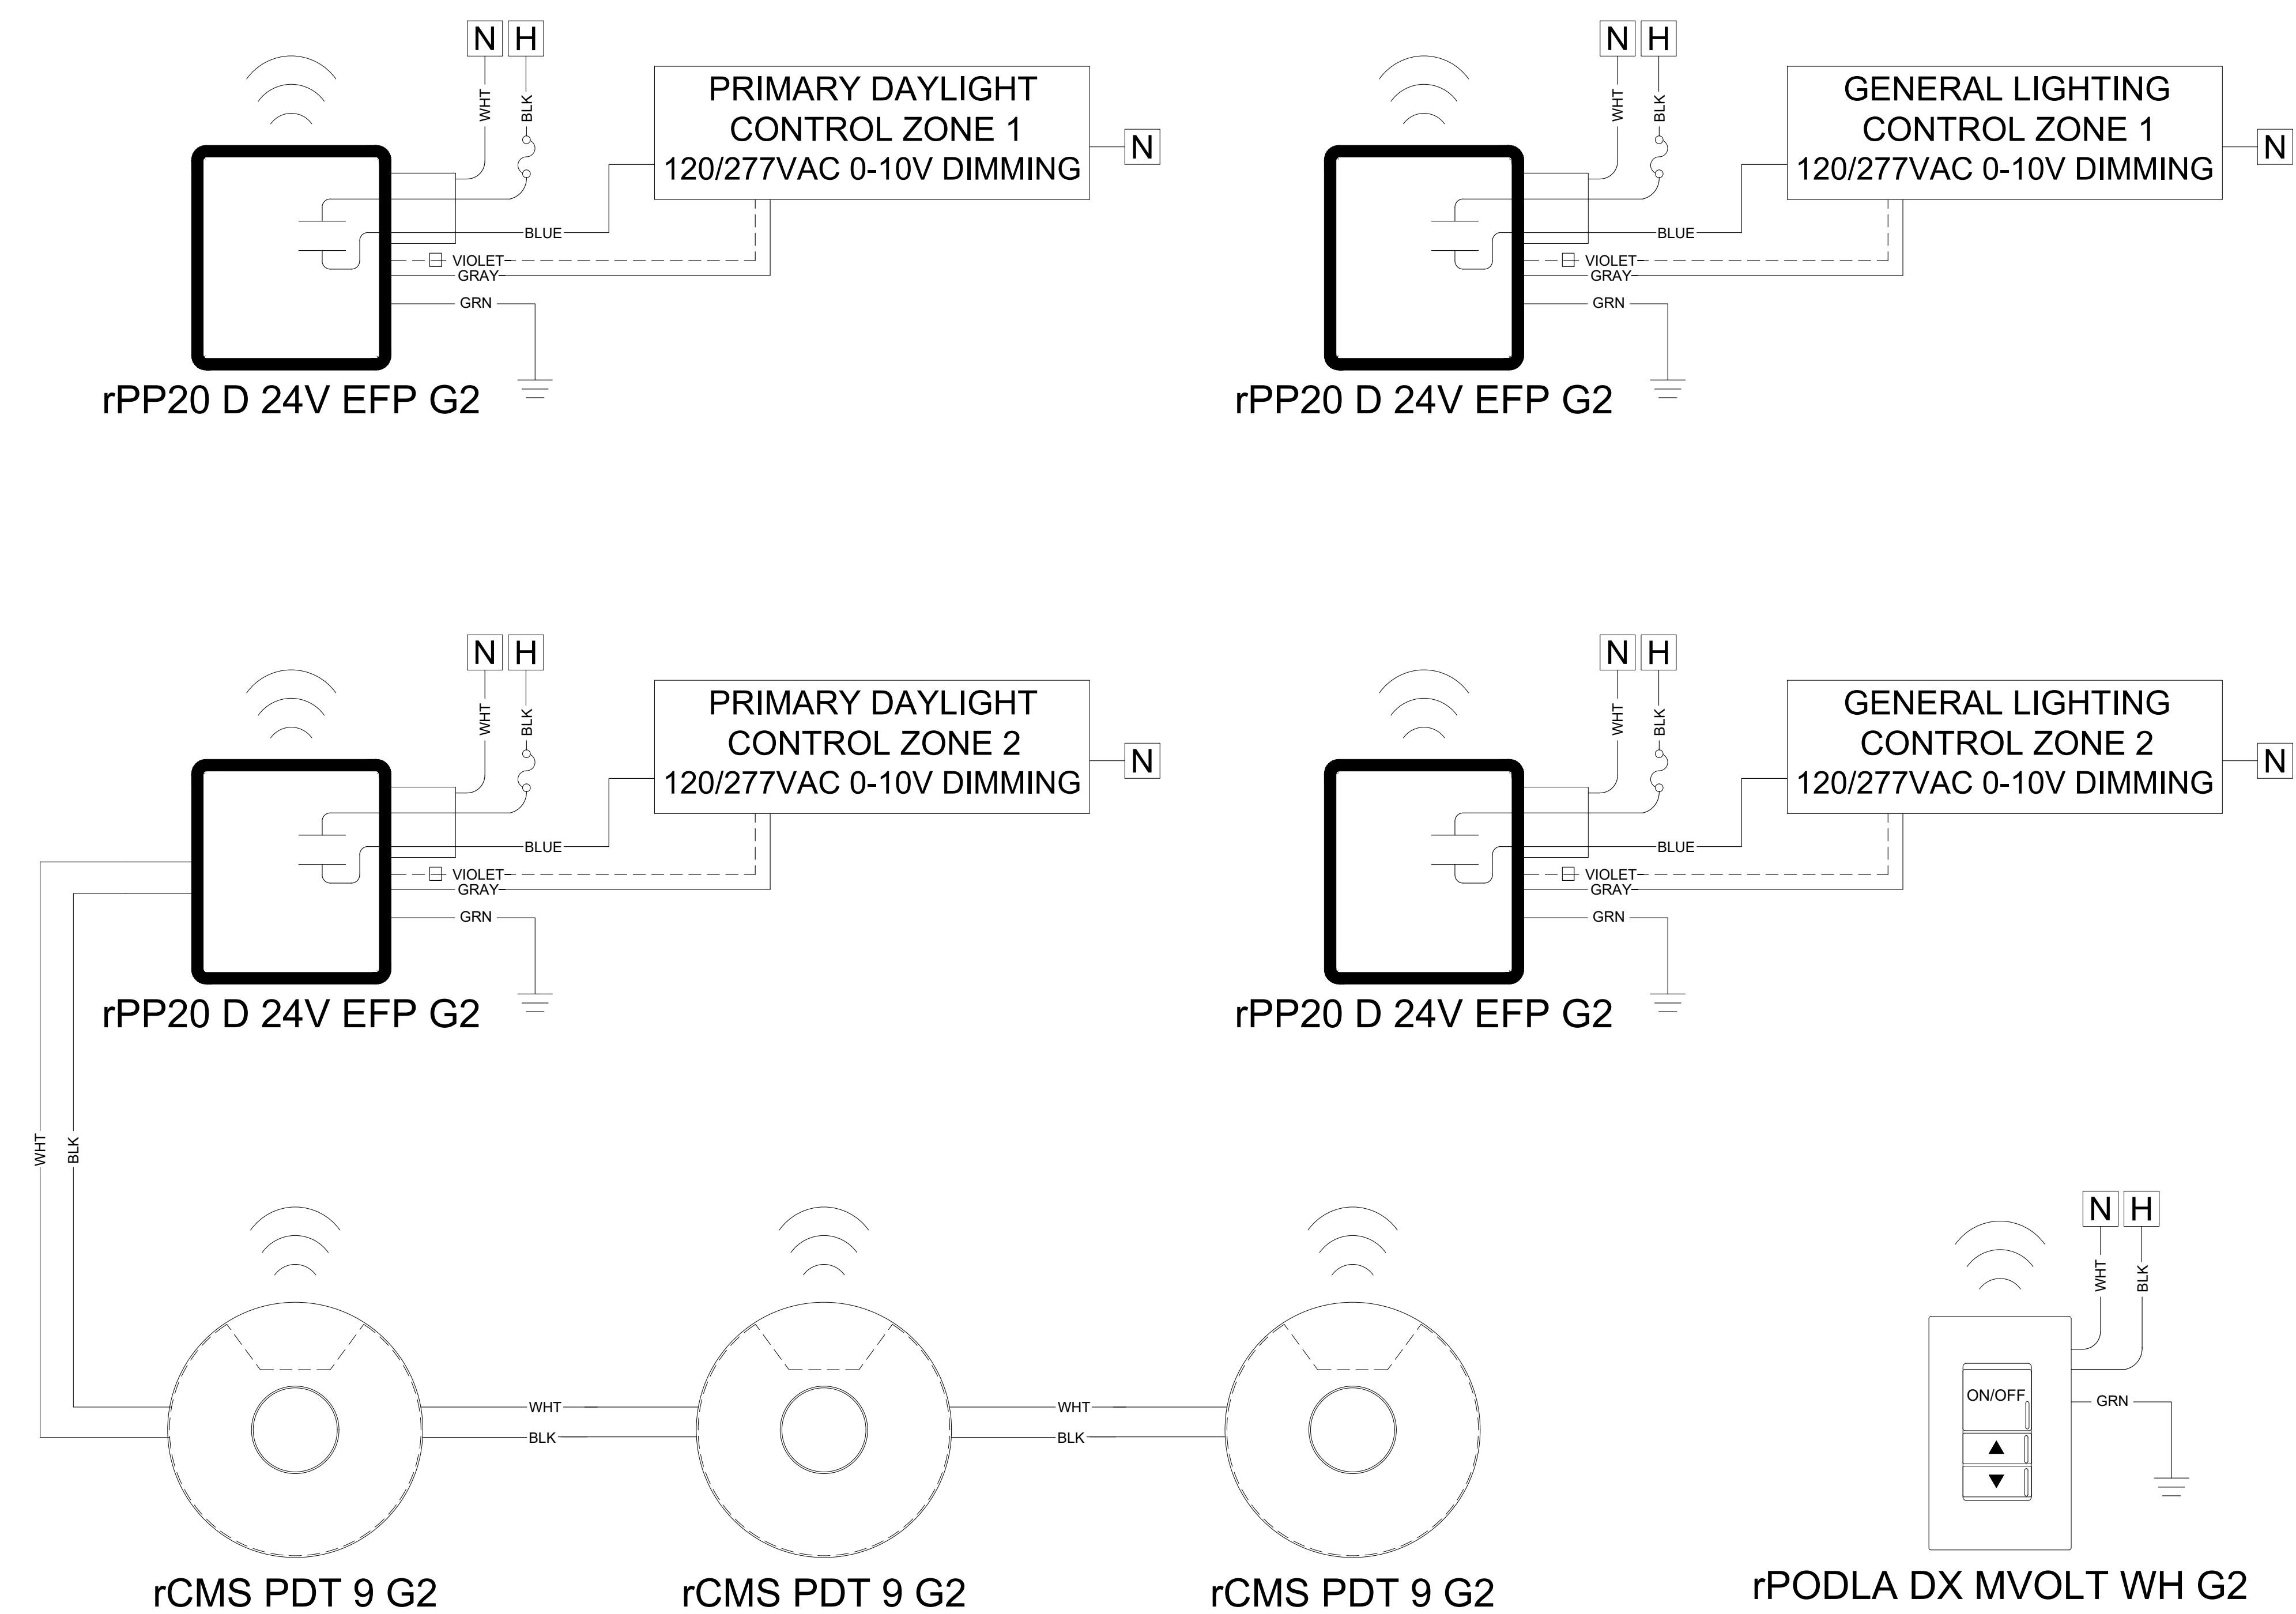 N H
WHT
BLK
PRIMARY DAYLIGHT
CONTROL ZONE 1
120/277VAC 0-10V DIMMING
N
BLUE
VIOLET
GRAY
GRN
rPP20 D 24V EFP G2
N H
WHT
BLK
GENERAL LIGHTING
CONTROL ZONE 1
120/277VAC 0-10V DIMMING
N
BLUE
VIOLET
GRAY
GRN
rPP20 D 24V EFP G2
N H
WHT
BLK
PRIMARY DAYLIGHT
CONTROL ZONE 2
120/277VAC 0-10V DIMMING
N
BLUE
VIOLET
GRAY
GRN
rPP20 D 24V EFP G2
N H
WHT
BLK
GENERAL LIGHTING
CONTROL ZONE 2
120/277VAC 0-10V DIMMING
N
BLUE
VIOLET
GRAY
GRN
rPP20 D 24V EFP G2
WHT
BLK
WHT
BLK
WHT
BLK
rCMS PDT 9 G2
rCMS PDT 9 G2
rCMS PDT 9 G2
N H
WHT
BLK
ON/OFF
GRN
rPODLA DX MVOLT WH G2